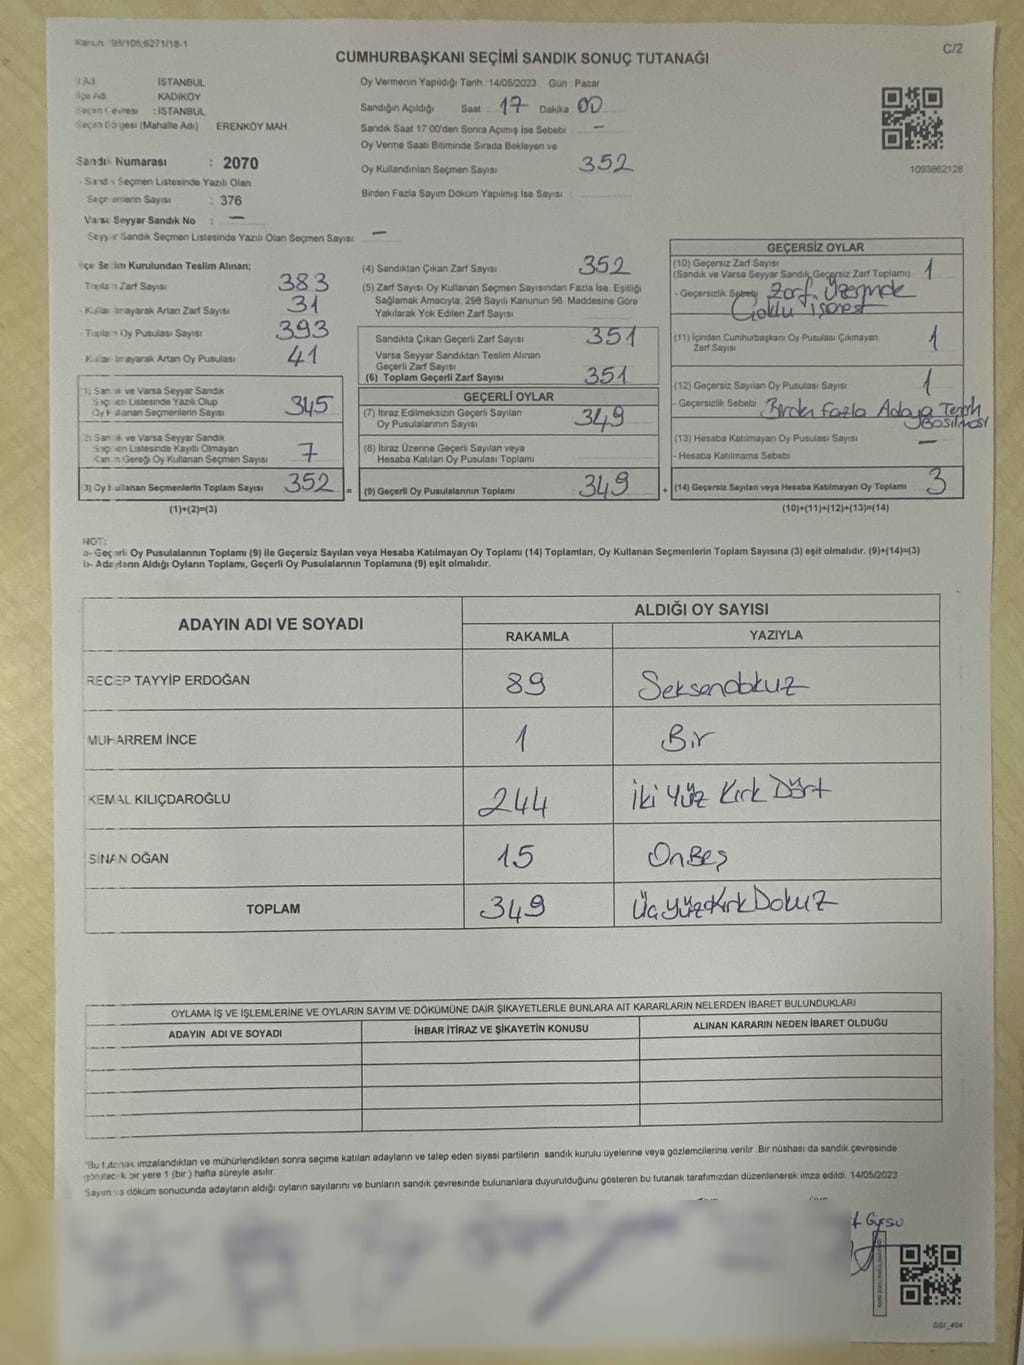 C/2
CUMHURBAŞKANI SEÇİMİ SANDIK SONUÇ TUTANAĞI
İSTANBUL
KADIKÖY
İSTANBUL
Seçim Bölgesi (Mahalle Adı) ERENKÖY MAH.
Sandık Numarası : 2070
Sandık Seçmen Listesinde Yazılı Olan
Seçmenlerin Sayısı : 376
Varsa Seyyar Sandık No : —
Seyyar Sandık Seçmen Listesinde Yazılı Olan Seçmen Sayısı: —
Oy Vermenin Yapıldığı Tarih :14/05/2023 Gün : Pazar
Sandığın Açıldığı Saat : 17 Dakika 00
Sandık Saat 17:00'den Sonra Açılmış İse Sebebi : —
Oy Verme Saati Bitiminde Sırada Bekleyen ve
Oy Kullandırılan Seçmen Sayısı : 352
Birden Fazla Sayım Döküm Yapılmış İse Sayısı :
1093862128
İlçe Seçim Kurulundan Teslim Alınan;
Toplam Zarf Sayısı 383
Kullanılmayarak Artan Zarf Sayısı 31
Toplam Oy Pusulası Sayısı 393
Kullanılmayarak Artan Oy Pusulası 41
(1) Sandık ve Varsa Seyyar Sandık
Seçmen Listesinde Yazılı Olup
Oy Kullanan Seçmenlerin Sayısı 345
(2) Sandık ve Varsa Seyyar Sandık
Seçmen Listesinde Kayıtlı Olmayan
Kanun Gereği Oy Kullanan Seçmen Sayısı 7
(3) Oy Kullanan Seçmenlerin Toplam Sayısı 352 =
(1)+(2)=(3)
(4) Sandıktan Çıkan Zarf Sayısı 352
(5) Zarf Sayısı Oy Kullanan Seçmen Sayısından Fazla İse, Eşitliği
Sağlamak Amacıyla; 298 Sayılı Kanunun 98. Maddesine Göre
Yakılarak Yok Edilen Zarf Sayısı
Sandıkta Çıkan Geçerli Zarf Sayısı 351
Varsa Seyyar Sandıktan Teslim Alınan
Geçerli Zarf Sayısı
(6) Toplam Geçerli Zarf Sayısı 351
GEÇERLİ OYLAR
(7) İtiraz Edilmeksizin Geçerli Sayılan
Oy Pusulalarının Sayısı 349
(8) İtiraz Üzerine Geçerli Sayılan veya
Hesaba Katılan Oy Pusulası Toplamı
(9) Geçerli Oy Pusulalarının Toplamı 349 +
GEÇERSİZ OYLAR
(10) Geçersiz Zarf Sayısı
(Sandık ve Varsa Seyyar Sandık Geçersiz Zarf Toplamı) 1
- Geçersizlik Sebebi Zarf Üzerinde
Çoklu İşaret
(11) İçinden Cumhurbaşkanı Oy Pusulası Çıkmayan
Zarf Sayısı 1
(12) Geçersiz Sayılan Oy Pusulası Sayısı 1
- Geçersizlik Sebebi Birden Fazla Adaya Tercih
Basılması
(13) Hesaba Katılmayan Oy Pusulası Sayısı —
- Hesaba Katılmama Sebebi
(14) Geçersiz Sayılan veya Hesaba Katılmayan Oy Toplamı 3
(10)+(11)+(12)+(13)=(14)
NOT:
a- Geçerli Oy Pusulalarının Toplamı (9) ile Geçersiz Sayılan veya Hesaba Katılmayan Oy Toplamı (14) Toplamları, Oy Kullanan Seçmenlerin Toplam Sayısına (3) eşit olmalıdır. (9)+(14)=(3)
b- Adayların Aldığı Oyların Toplamı, Geçerli Oy Pusulalarının Toplamına (9) eşit olmalıdır.
ADAYIN ADI VE SOYADI ALDIĞI OY SAYISI
RAKAMLA YAZIYLA
RECEP TAYYİP ERDOĞAN 89 Seksendokuz
MUHARREM İNCE 1 Bir
KEMAL KILIÇDAROĞLU 244 İki Yüz Kırk Dört
SİNAN OĞAN 15 OnBeş
TOPLAM 349 ÜçYüzKırkDokuz
OYLAMA İŞ VE İŞLEMLERİNE VE OYLARIN SAYIM VE DÖKÜMÜNE DAİR ŞİKAYETLERLE BUNLARA AİT KARARLARIN NELERDEN İBARET BULUNDUKLARI
ADAYIN ADI VE SOYADI İHBAR İTİRAZ VE ŞİKAYETİN KONUSU ALINAN KARARIN NEDEN İBARET OLDUĞU
"Bu tutanak imzalandıktan ve mühürlendikten sonra seçime katılan adayların ve talep eden siyasi partilerin sandık kurulu üyelerine veya gözlemcilerine verilir. Bir nüshası da sandık çevresinde
görülecek bir yere 1 (bir) hafta süreyle asılır.
Sayım ve döküm sonucunda adayların aldığı oyların sayılarını ve bunların sandık çevresinde bulunanlara duyurulduğunu gösteren bu tutanak tarafımızdan düzenlenerek imza edildi. 14/05/2023